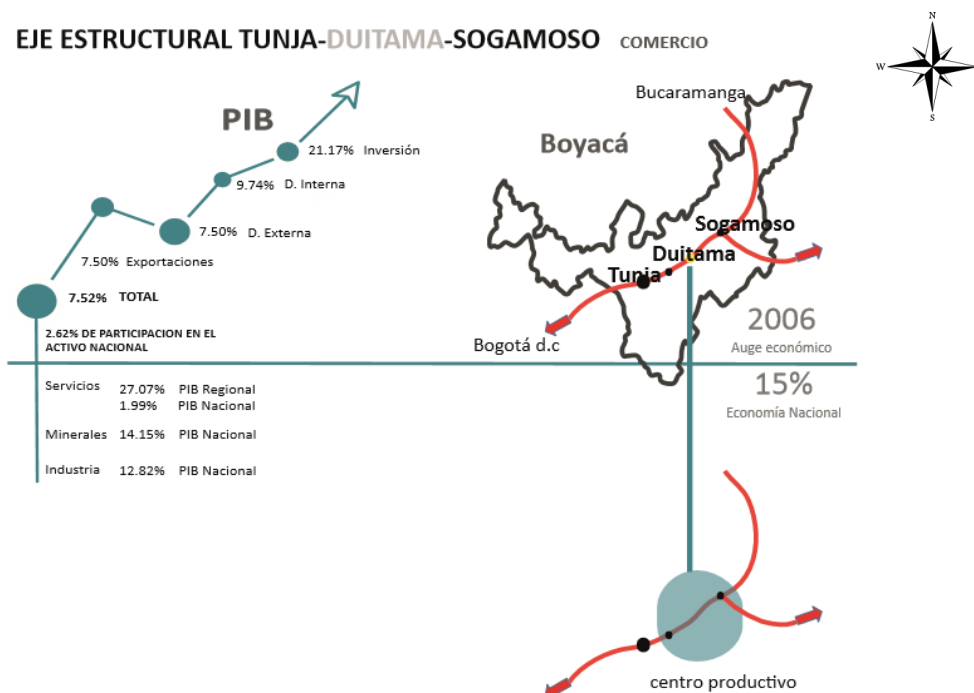 EJE ESTRUCTURAL TUNJA-DUITAMA-SOGAMOSO COMERCIO
N
W
S
PIB
21.17% Inversión
9.74% D. Interna
7.50% D. Externa
7.50% Exportaciones
7.52% TOTAL
2.62% DE PARTICIPACION EN EL
ACTIVO NACIONAL
Servicios 27.07% PIB Regional
1.99% PIB Nacional
Minerales 14.15% PIB Nacional
Industria 12.82% PIB Nacional
Bucaramanga
Boyacá
Sogamoso
Duitama
Tunja
Bogotá d.c
2006
Auge económico
15%
Economía Nacional
centro productivo